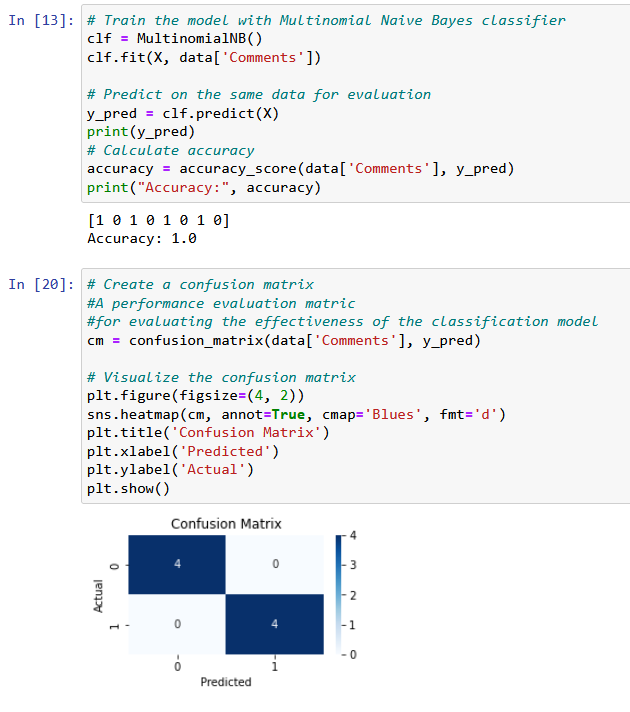 In [13]: # Train the model with Multinomial Naive Bayes classifier
clf = MultinomialNB()
clf.fit(X, data['Comments'])
# Predict on the same data for evaluation
y_pred = clf.predict(X)
print(y_pred)
# Calculate accuracy
accuracy = accuracy_score(data['Comments'], y_pred)
print("Accuracy:", accuracy)
[1 0 1 0 1 0 1 0]
Accuracy: 1.0
In [20]: # Create a confusion matrix
#A performance evaluation matric
#for evaluating the effectiveness of the classification model
cm = confusion_matrix(data['Comments'], y_pred)
# Visualize the confusion matrix
plt.figure(figsize=(4, 2))
sns.heatmap(cm, annot=True, cmap='Blues', fmt='d')
plt.title('Confusion Matrix')
plt.xlabel('Predicted')
plt.ylabel('Actual')
plt.show()
Confusion Matrix
Actual
0
1
4 0
0 4
0 1
Predicted
4
3
2
1
0